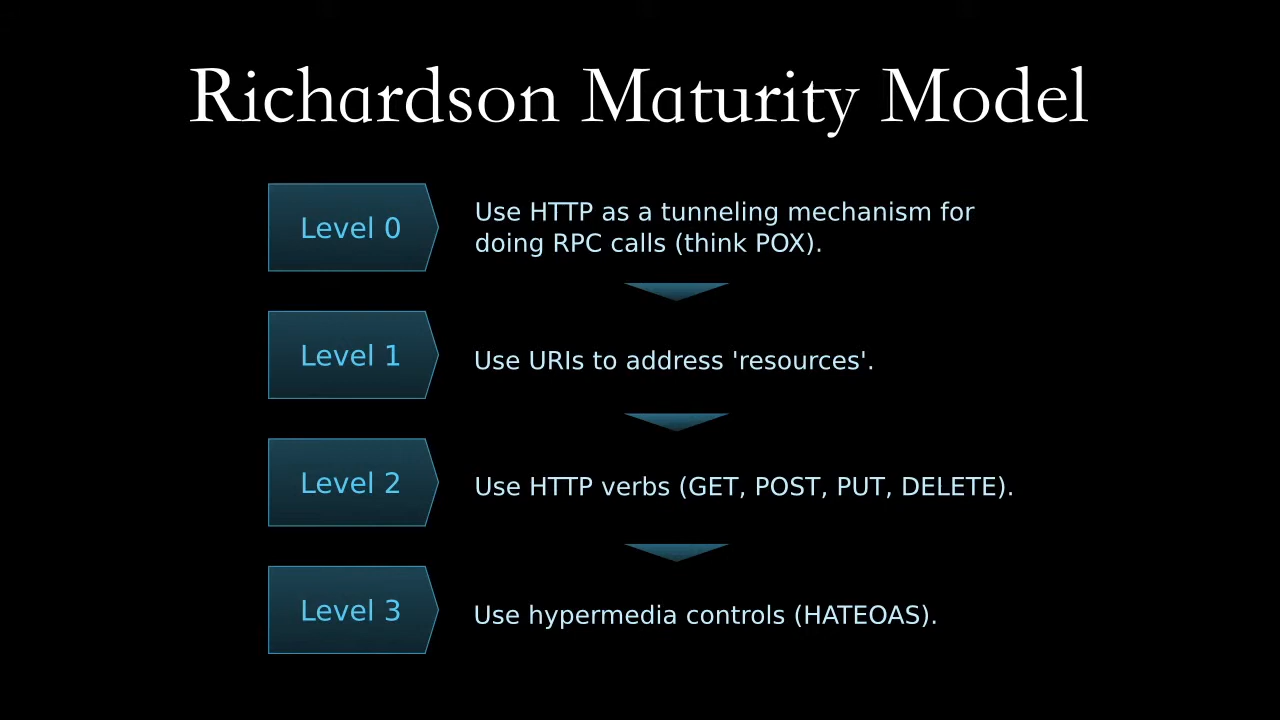 Richardson Maturity Model
Level 0
Use HTTP as a tunneling mechanism for
doing RPC calls (think POX).
Level 1
Use URIs to address 'resources'.
Level 2
Use HTTP verbs (GET, POST, PUT, DELETE).
Level 3
Use hypermedia controls (HATEOAS).